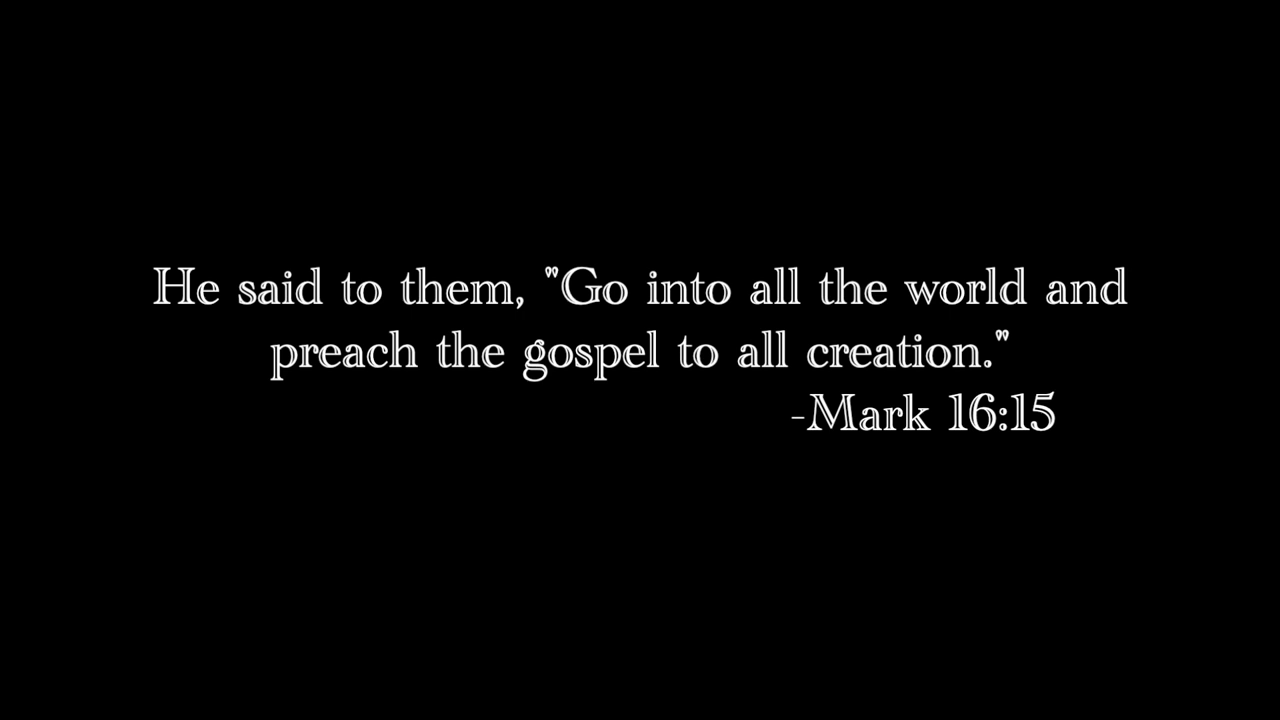 He said to them, "Go into all the world and
preach the gospel to all creation."
-Mark 16:15